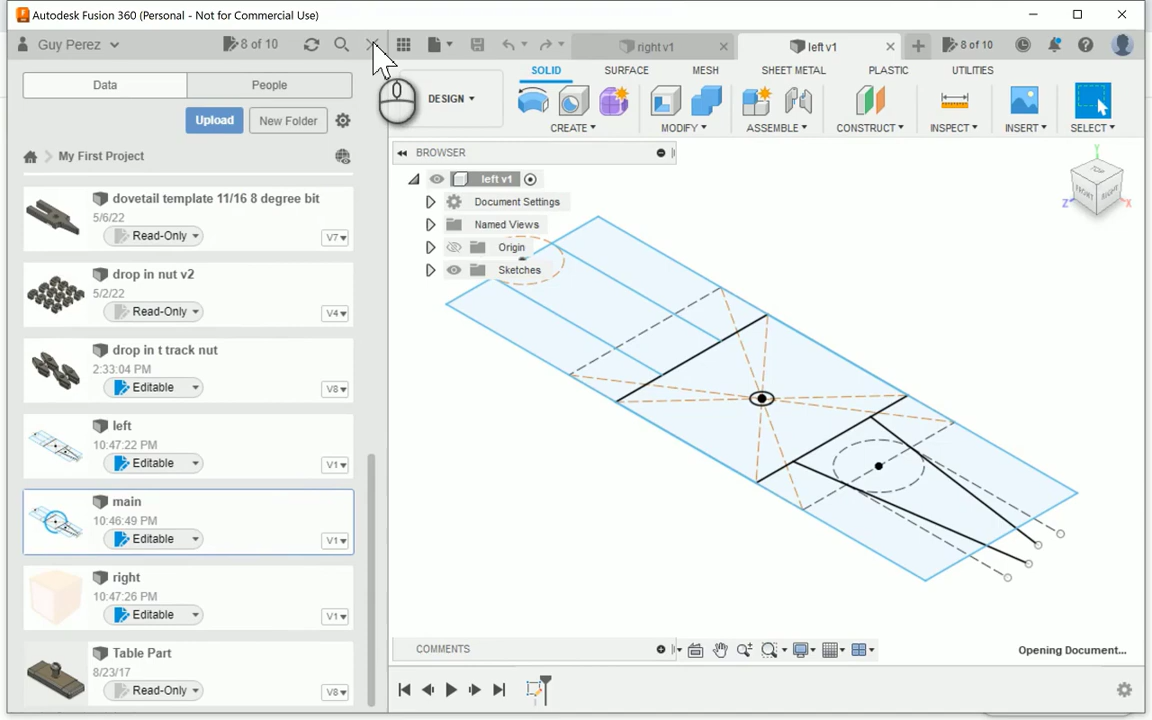 Autodesk Fusion 360 (Personal - Not for Commercial Use)
Guy Perez
8 of 10
right v1
left v1
8 of 10
Data
People
Upload
New Folder
My First Project
DESIGN
SOLID
SURFACE
MESH
SHEET METAL
PLASTIC
UTILITIES
CREATE
MODIFY
ASSEMBLE
CONSTRUCT
INSPECT
INSERT
SELECT
dovetail template 11/16 8 degree bit
5/6/22
Read-Only
V7
drop in nut v2
5/2/22
Read-Only
V4
drop in t track nut
2:33:04 PM
Editable
V8
left
10:47:22 PM
Editable
V1
main
10:46:49 PM
Editable
V1
right
10:47:26 PM
Editable
V1
Table Part
8/23/17
Read-Only
V8
BROWSER
left v1
Document Settings
Named Views
Origin
Sketches
Y
TOP
FRONT
RIGHT
Z
X
COMMENTS
Opening Document...